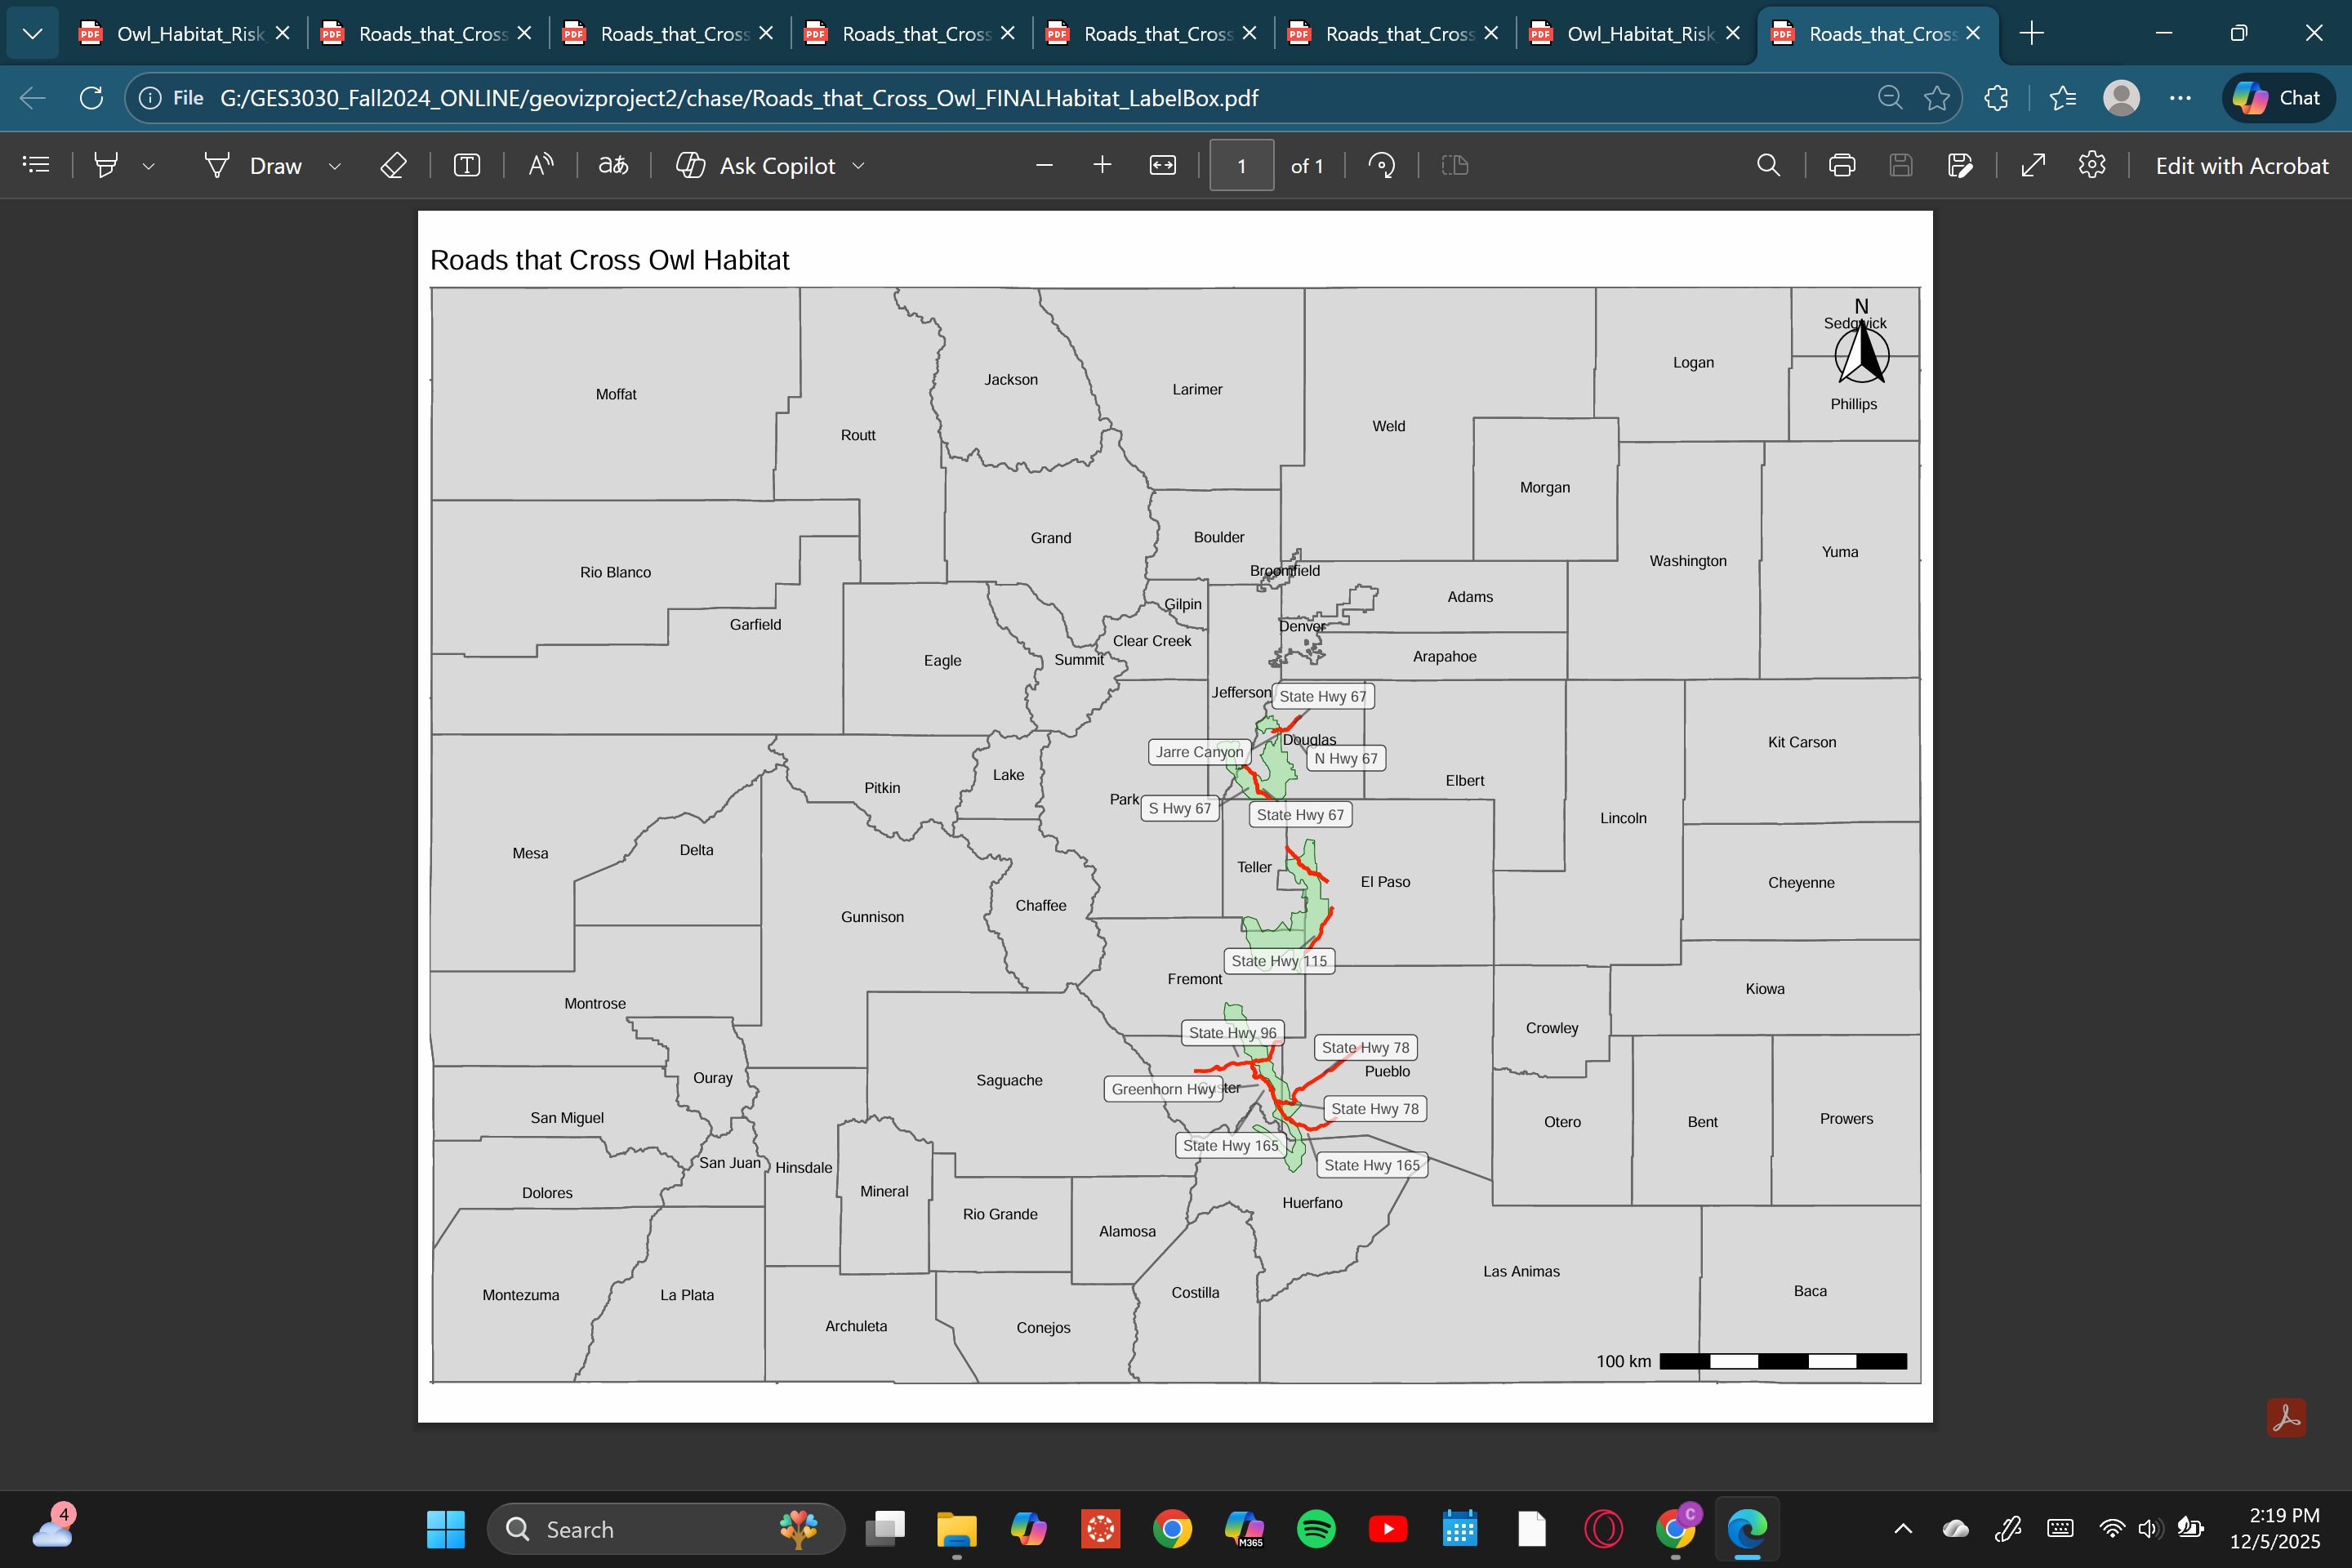 Owl_Habitat_Risk
Roads_that_Cross
Roads_that_Cross
Roads_that_Cross
Roads_that_Cross
Roads_that_Cross
Owl_Habitat_Risk
Roads_that_Cross
File G:/GES3030_Fall2024_ONLINE/geovizproject2/chase/Roads_that_Cross_Owl_FINALHabitat_LabelBox.pdf
Chat
Draw
Ask Copilot
1 of 1
Edit with Acrobat
Roads that Cross Owl Habitat
N
Sedgwick
Logan
Jackson
Larimer
Moffat
Phillips
Weld
Routt
Morgan
Grand
Boulder
Yuma
Washington
Broomfield
Rio Blanco
Adams
Gilpin
Garfield
Denver
Clear Creek
Arapahoe
Eagle
Summit
Jefferson
State Hwy 67
Douglas
Kit Carson
Jarre Canyon
N Hwy 67
Lake
Elbert
Pitkin
Park
S Hwy 67
State Hwy 67
Lincoln
Delta
Mesa
Teller
El Paso
Cheyenne
Chaffee
Gunnison
State Hwy 115
Fremont
Kiowa
Montrose
Crowley
State Hwy 96
State Hwy 78
Pueblo
Ouray
Saguache
Greenhorn Hwy
ster
State Hwy 78
San Miguel
Otero
Bent
Prowers
State Hwy 165
San Juan
Hinsdale
State Hwy 165
Mineral
Dolores
Huerfano
Rio Grande
Alamosa
Las Animas
Costilla
Baca
Montezuma
La Plata
Archuleta
Conejos
100 km
4
Search
M365
C
2:19 PM
12/5/2025